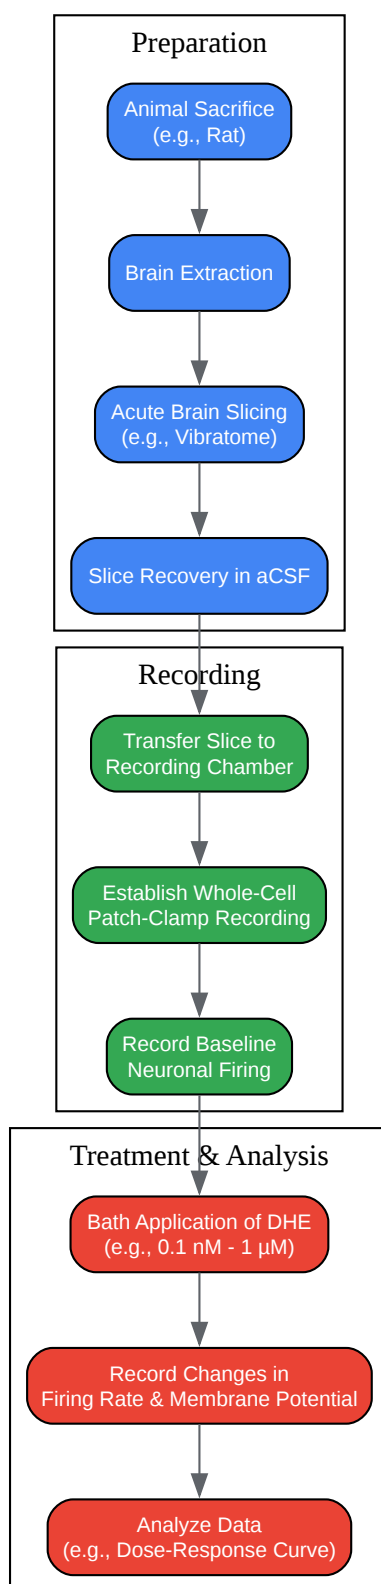 Preparation
Animal Sacrifice
(e.g., Rat)
Brain Extraction
Acute Brain Slicing
(e.g., Vibratome)
Slice Recovery in aCSF
Recording
Transfer Slice to
Recording Chamber
Establish Whole-Cell
Patch-Clamp Recording
Record Baseline
Neuronal Firing
Treatment & Analysis
Bath Application of DHE
(e.g., 0.1 nM - 1 µM)
Record Changes in
Firing Rate & Membrane Potential
Analyze Data
(e.g., Dose-Response Curve)